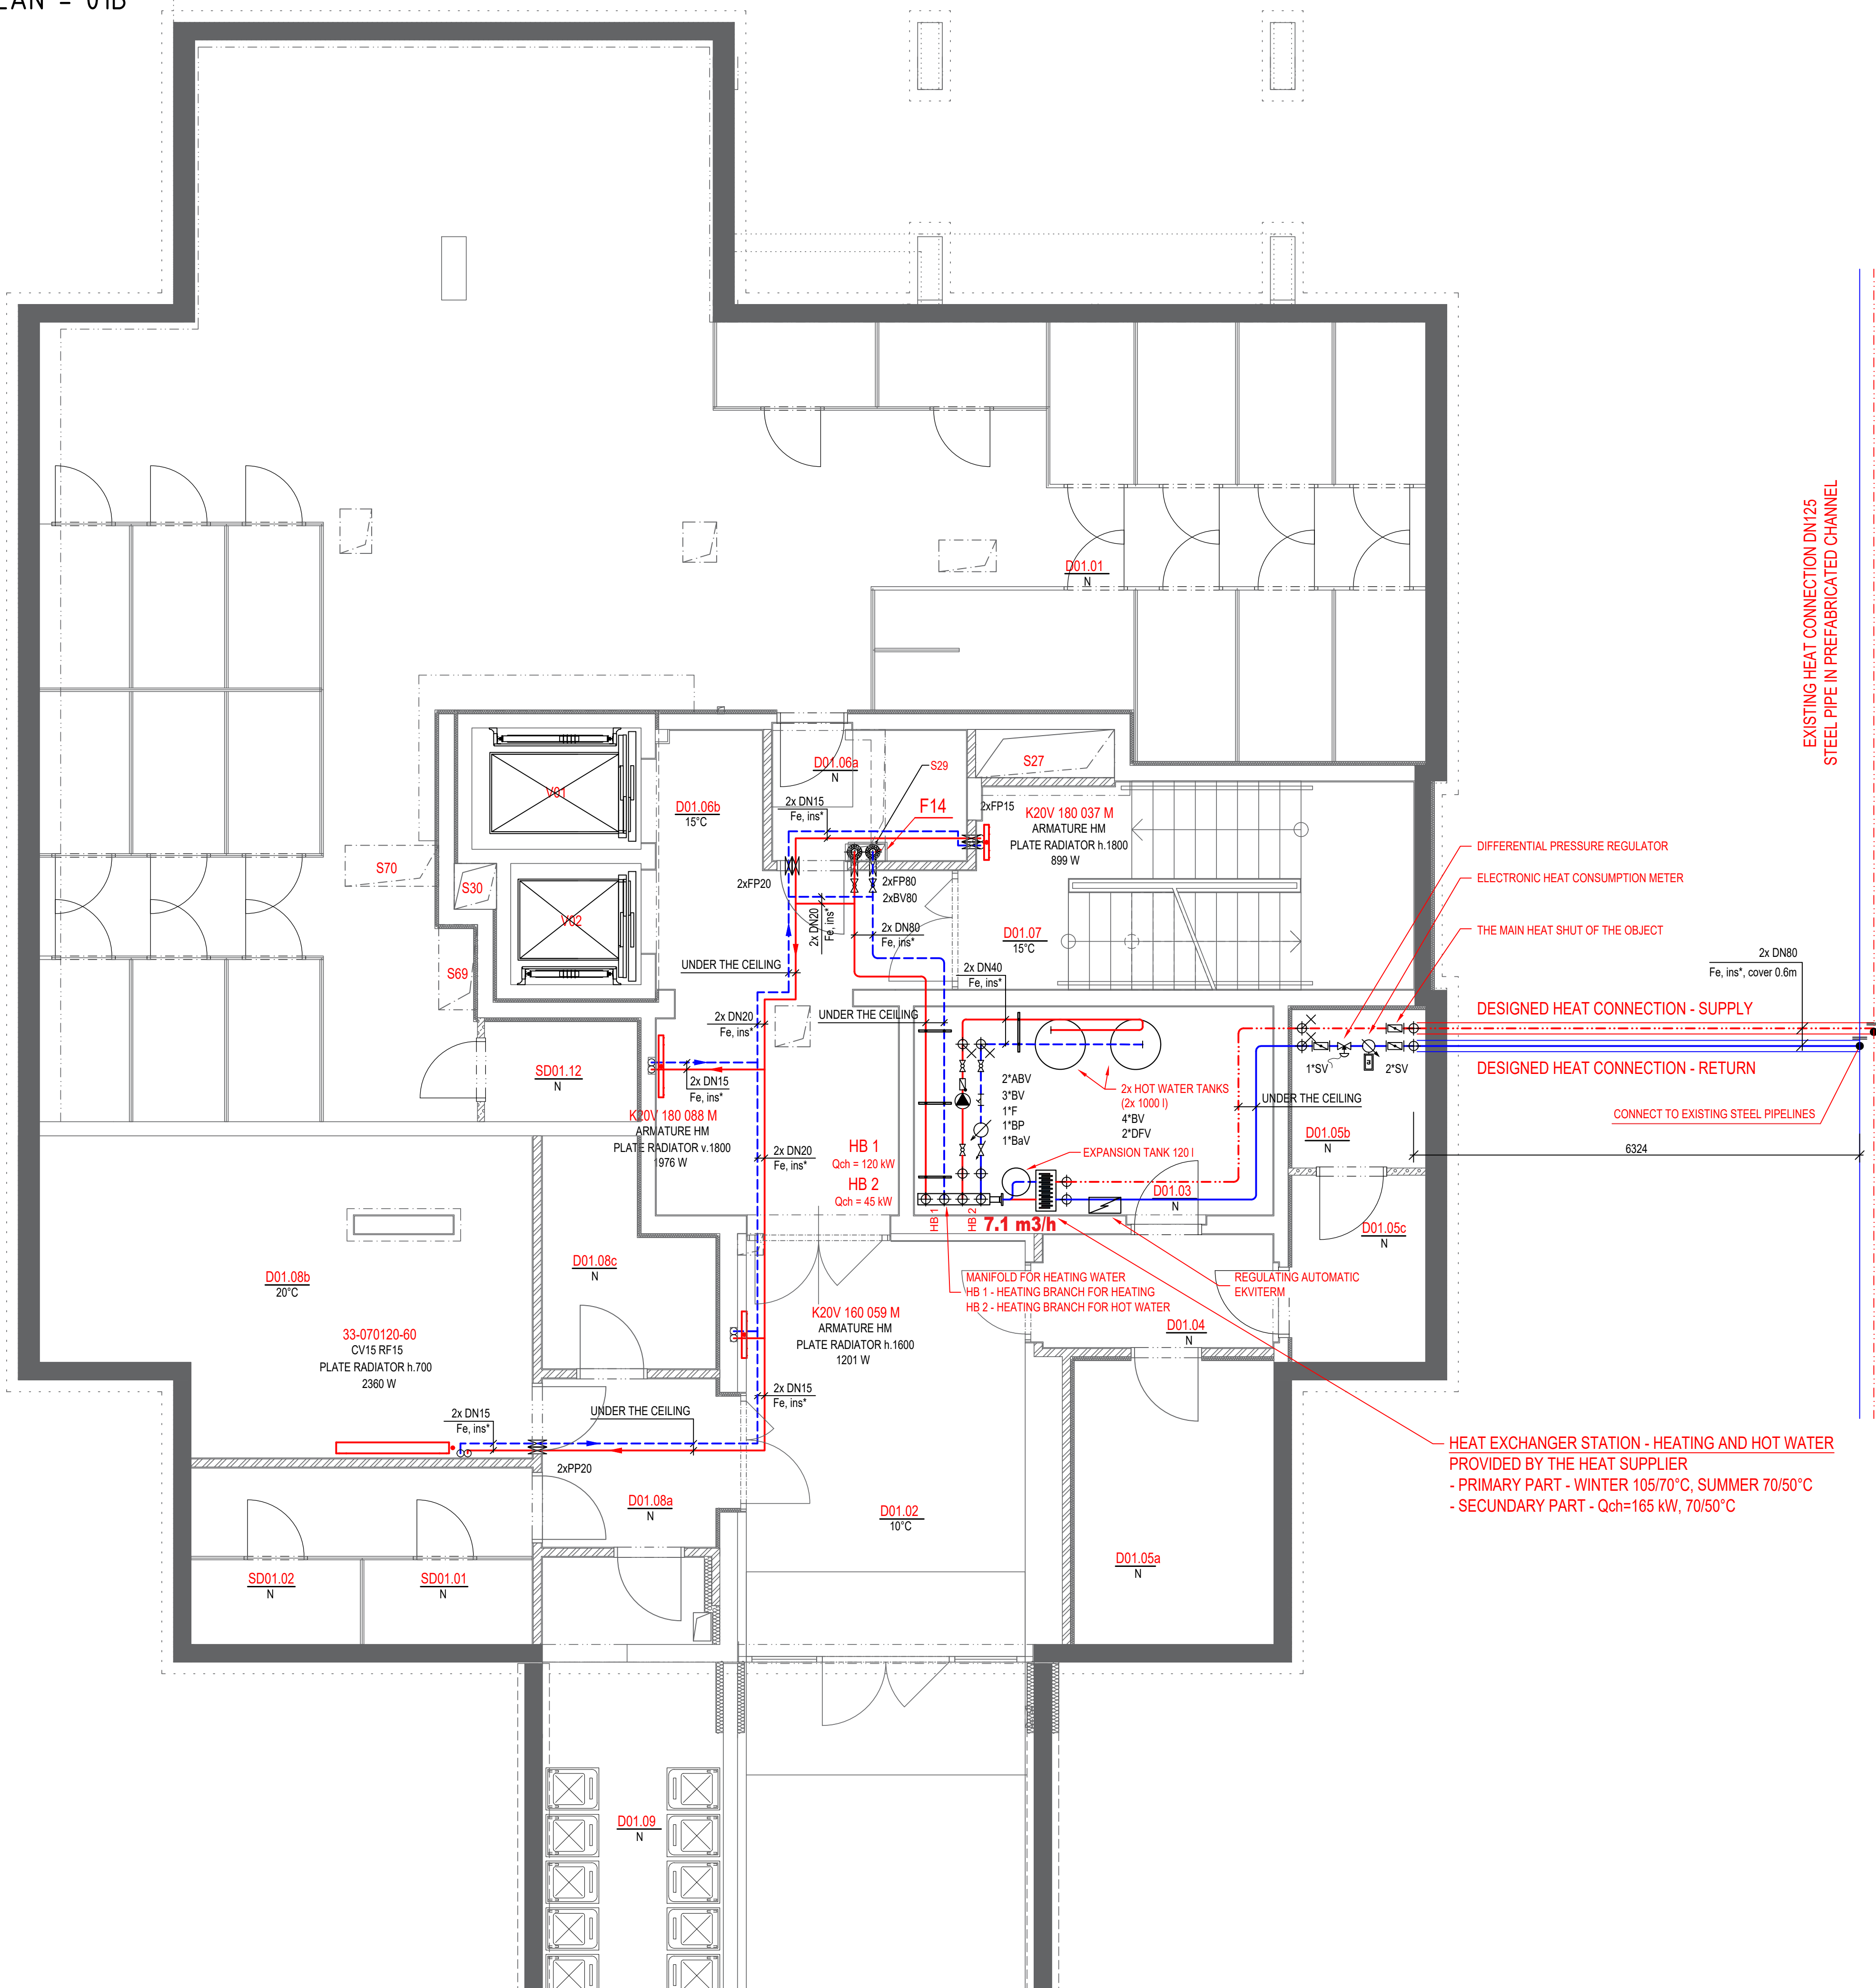 = 01B
EXISTING HEAT CONNECTION DN125
STEEL PIPE IN PREFABRICATED CHANNEL
D01.01
N
V01
V02
S70
S30
S69
D01.06b
15°C
D01.06a
N
S29
F14
S27
2x DN15
Fe, ins*
2xFP15
K20V 180 037 M
ARMATURE HM
PLATE RADIATOR h.1800
899 W
2xFP20
2xFP80
2xBV80
2x DN20
Fe, ins*
2x DN80
Fe, ins*
D01.07
15°C
UNDER THE CEILING
2x DN40
Fe, ins*
UNDER THE CEILING
2x DN20
Fe, ins*
DIFFERENTIAL PRESSURE REGULATOR
ELECTRONIC HEAT CONSUMPTION METER
THE MAIN HEAT SHUT OF THE OBJECT
2x DN80
Fe, ins*, cover 0.6m
DESIGNED HEAT CONNECTION - SUPPLY
DESIGNED HEAT CONNECTION - RETURN
1*SV
2*SV
CONNECT TO EXISTING STEEL PIPELINES
6324
UNDER THE CEILING
D01.05b
N
SD01.12
N
2x DN15
Fe, ins*
K20V 180 088 M
ARMATURE HM
PLATE RADIATOR v.1800
1976 W
2*ABV
3*BV
1*F
1*BP
1*BaV
2x HOT WATER TANKS
(2x 1000 l)
4*BV
2*DFV
EXPANSION TANK 120 l
2x DN20
Fe, ins*
HB 1
Qch = 120 kW
HB 2
Qch = 45 kW
D01.03
N
HB 1
HB 2
7.1 m3/h
D01.05c
N
D01.08c
N
D01.08b
20°C
MANIFOLD FOR HEATING WATER
HB 1 - HEATING BRANCH FOR HEATING
HB 2 - HEATING BRANCH FOR HOT WATER
REGULATING AUTOMATIC
EKVITERM
K20V 160 059 M
ARMATURE HM
PLATE RADIATOR h.1600
1201 W
D01.04
N
33-070120-60
CV15 RF15
PLATE RADIATOR h.700
2360 W
2x DN15
Fe, ins*
2x DN15
Fe, ins*
UNDER THE CEILING
2xPP20
HEAT EXCHANGER STATION - HEATING AND HOT WATER
PROVIDED BY THE HEAT SUPPLIER
- PRIMARY PART - WINTER 105/70°C, SUMMER 70/50°C
- SECUNDARY PART - Qch=165 kW, 70/50°C
D01.08a
N
D01.02
10°C
D01.05a
N
SD01.02
N
SD01.01
N
D01.09
N